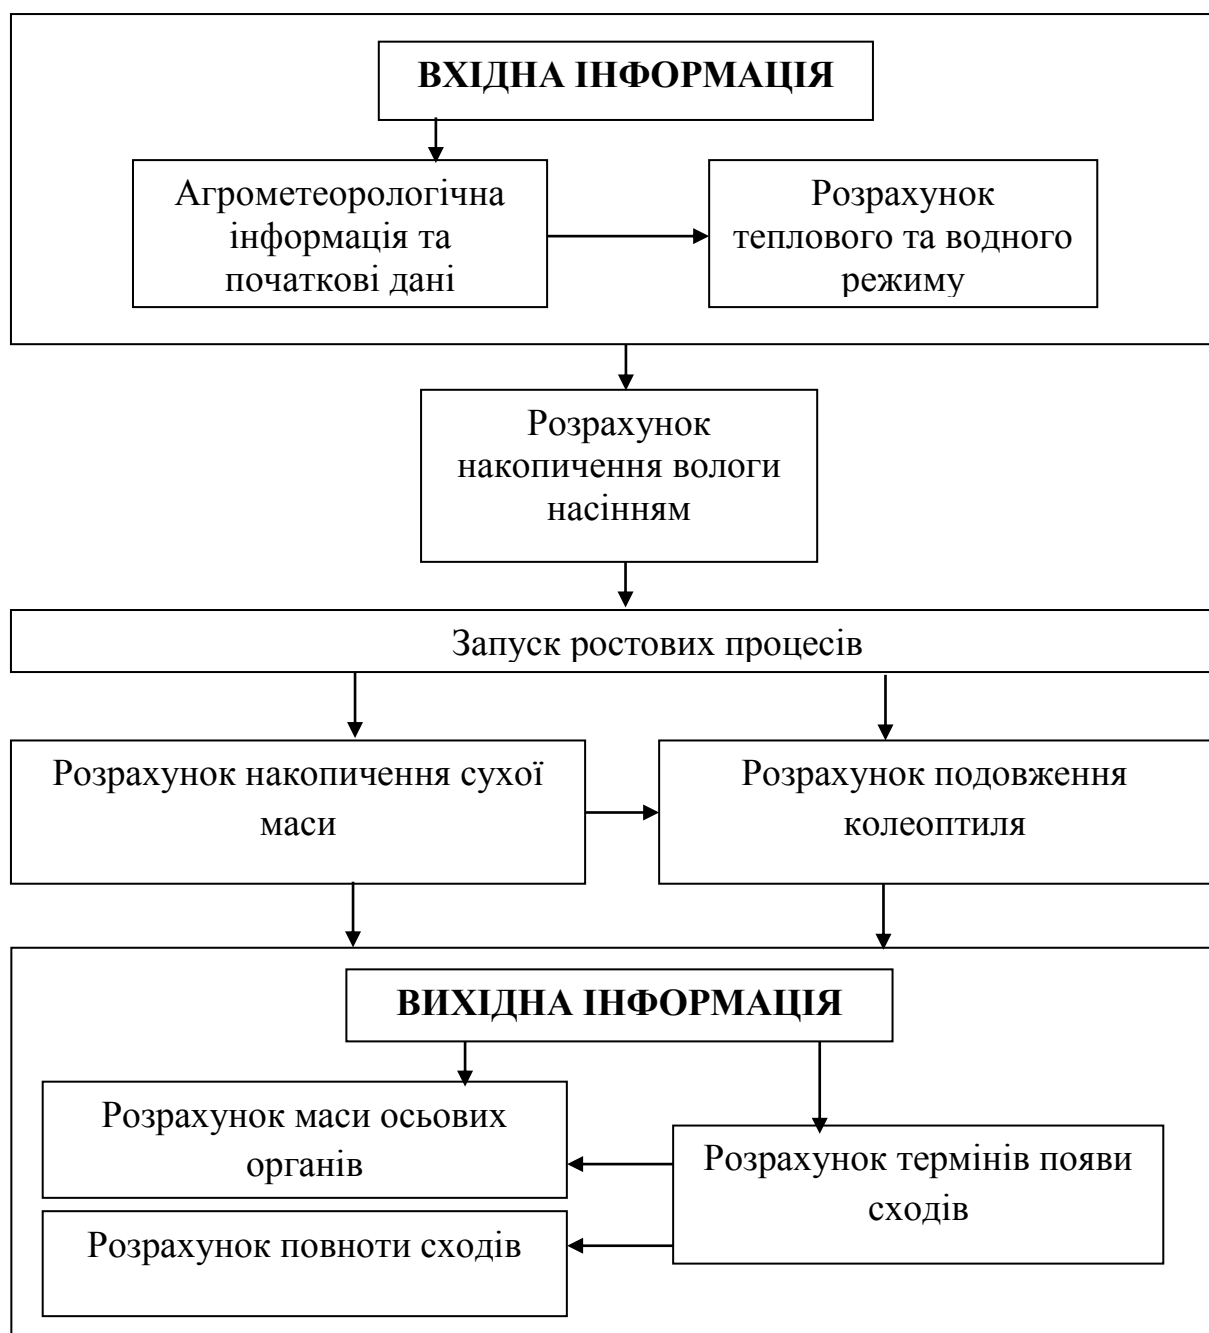 ВХІДНА ІНФОРМАЦІЯ
Агрометеорологічна
інформація та
початкові дані
Розрахунок
теплового та водного
режиму
Розрахунок
накопичення вологи
насінням
Запуск ростових процесів
Розрахунок накопичення сухої
маси
Розрахунок подовження
колеоптиля
ВИХІДНА ІНФОРМАЦІЯ
Розрахунок маси осьових
органів
Розрахунок термінів появи
сходів
Розрахунок повноти сходів